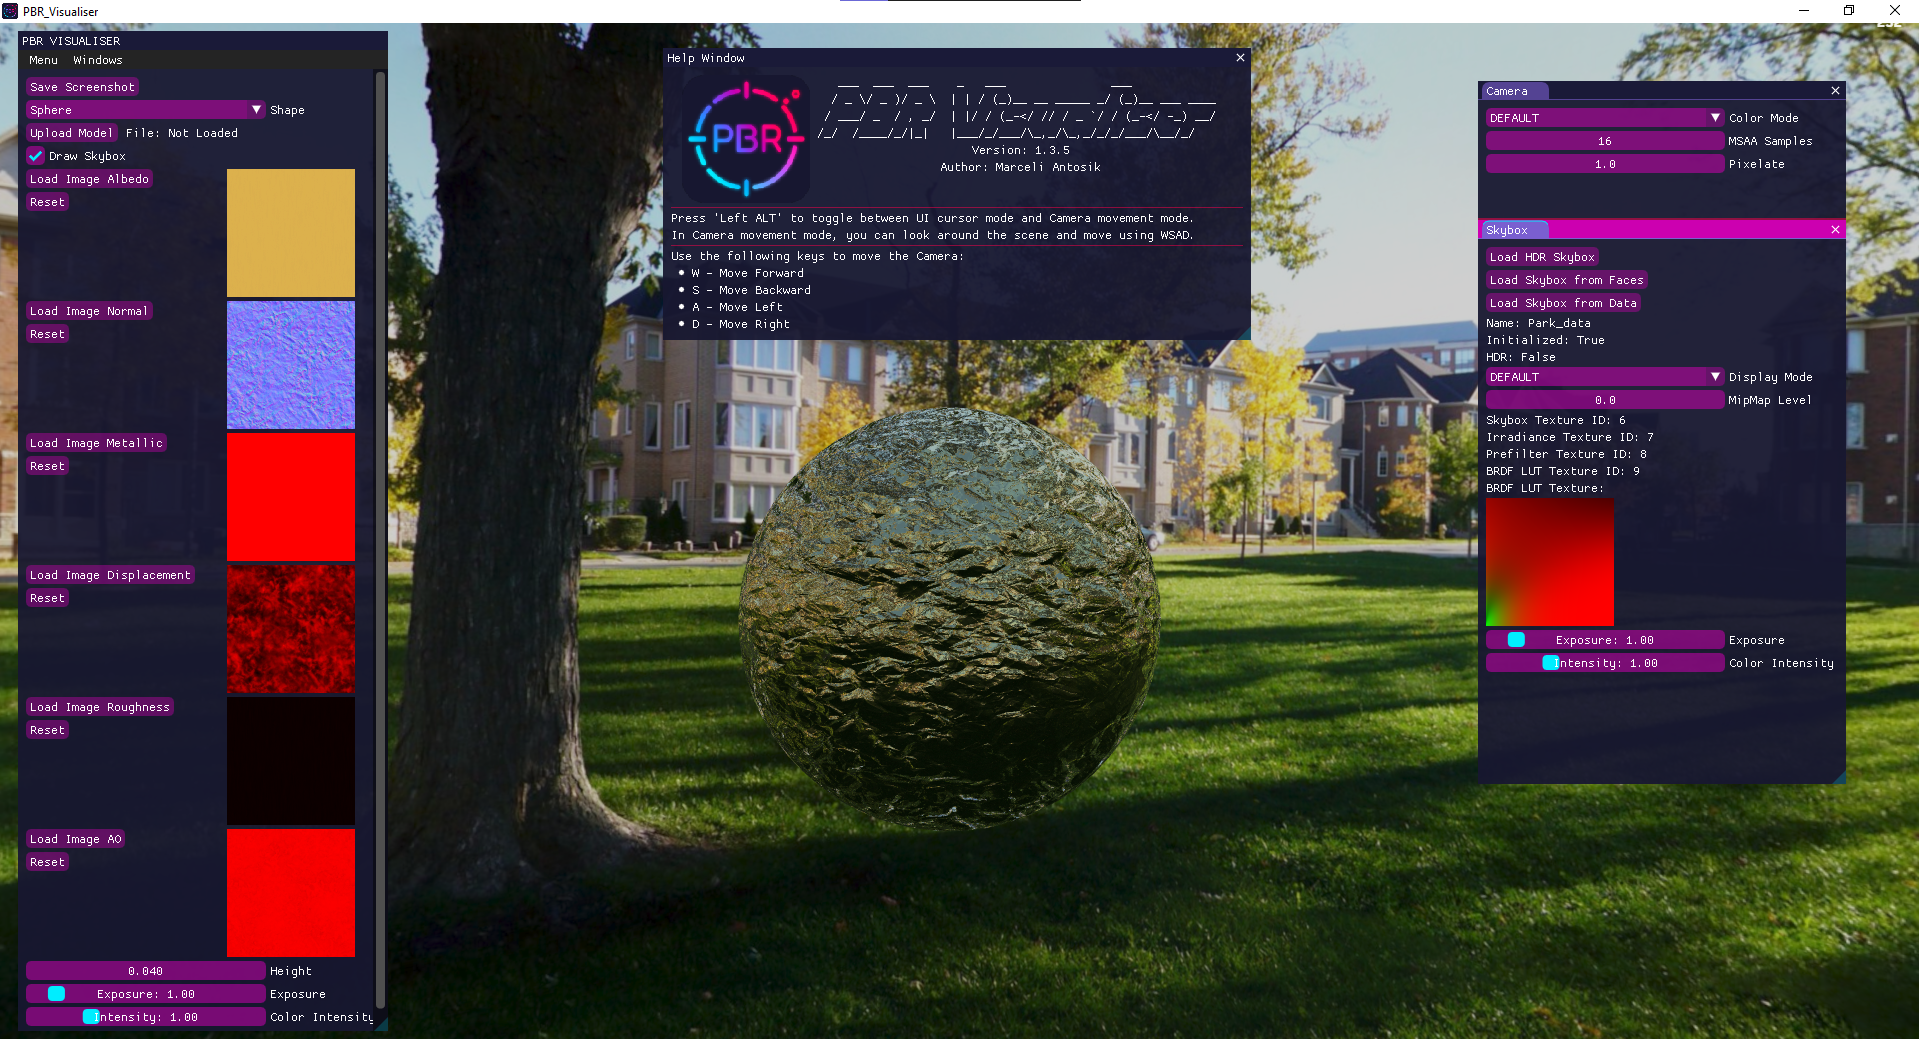 PBR_Visualiser
PBR VISUALISER
Menu Windows
Save Screenshot
Sphere Shape
Upload Model File: Not Loaded
Draw Skybox
Load Image Albedo
Reset
Load Image Normal
Reset
Load Image Metallic
Reset
Load Image Displacement
Reset
Load Image Roughness
Reset
Load Image AO
Reset
0.040 Height
Exposure: 1.00 Exposure
Intensity: 1.00 Color Intensity
Help Window
PBR
PBR Visualiser
Version: 1.3.5
Author: Marceli Antosik
Press 'Left ALT' to toggle between UI cursor mode and Camera movement mode.
In Camera movement mode, you can look around the scene and move using WSAD.
Use the following keys to move the Camera:
W - Move Forward
S - Move Backward
A - Move Left
D - Move Right
Camera
DEFAULT Color Mode
16 MSAA Samples
1.0 Pixelate
Skybox
Load HDR Skybox
Load Skybox from Faces
Load Skybox from Data
Name: Park_data
Initialized: True
HDR: False
DEFAULT Display Mode
0.0 MipMap Level
Skybox Texture ID: 6
Irradiance Texture ID: 7
Prefilter Texture ID: 8
BRDF LUT Texture ID: 9
BRDF LUT Texture:
Exposure: 1.00 Exposure
Intensity: 1.00 Color Intensity